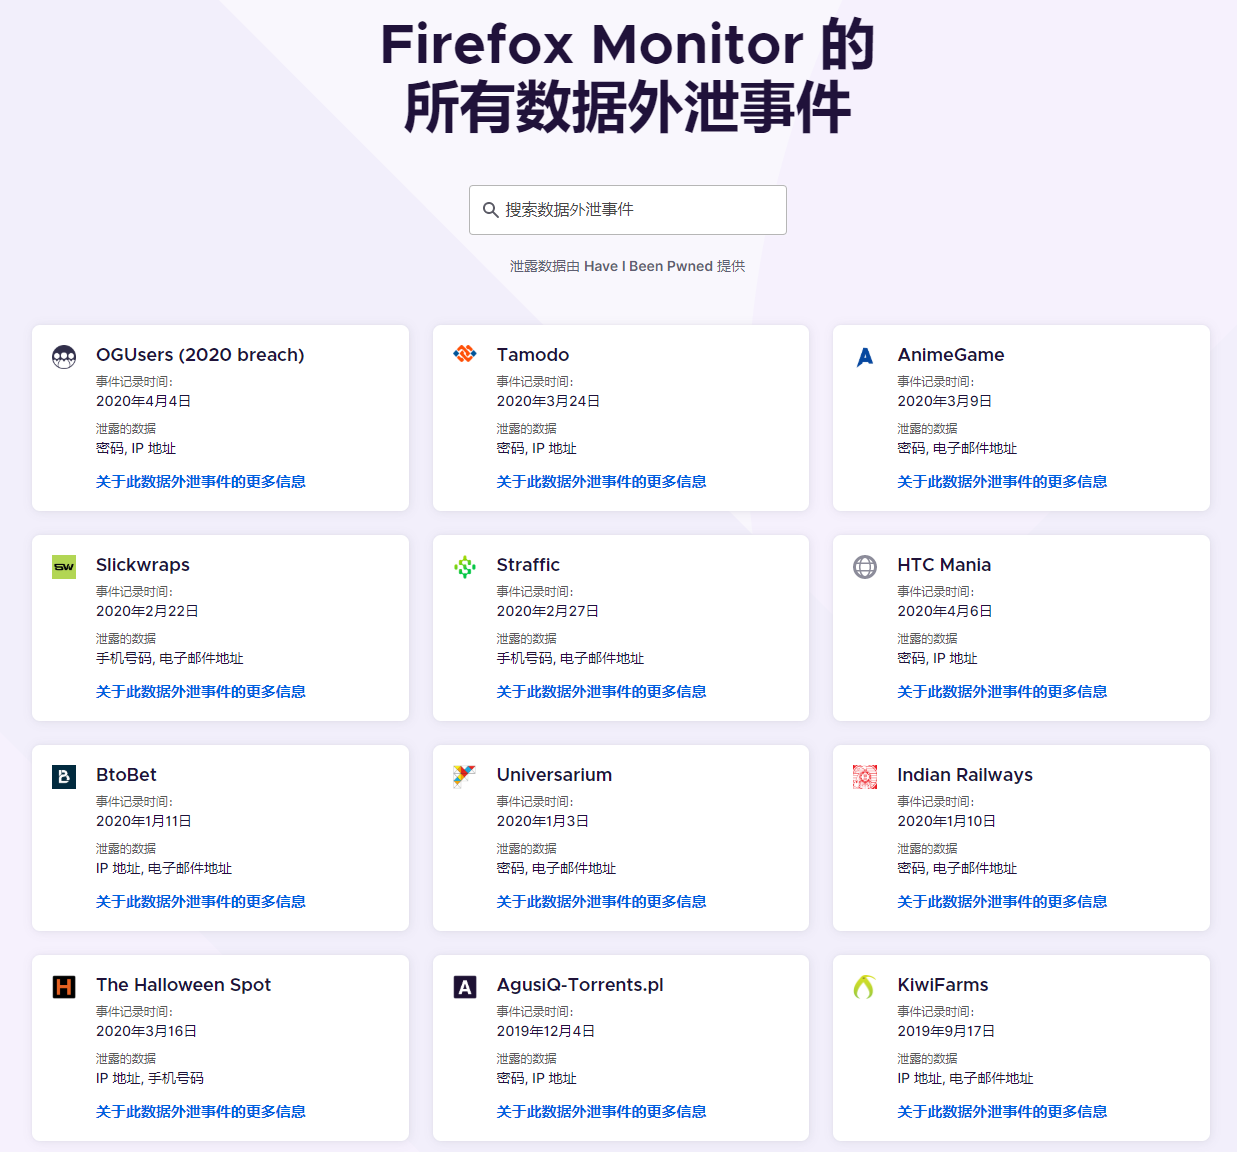 Firefox Monitor 的
所有数据外泄事件
搜索数据外泄事件
泄露数据由 Have I Been Pwned 提供
OGUsers (2020 breach)
事件记录时间：
2020年4月4日
泄露的数据
密码, IP 地址
关于此数据外泄事件的更多信息
Tamodo
事件记录时间：
2020年3月24日
泄露的数据
密码, IP 地址
关于此数据外泄事件的更多信息
A
AnimeGame
事件记录时间：
2020年3月9日
泄露的数据
密码, 电子邮件地址
关于此数据外泄事件的更多信息
SW
Slickwraps
事件记录时间：
2020年2月22日
泄露的数据
手机号码, 电子邮件地址
关于此数据外泄事件的更多信息
Straffic
事件记录时间：
2020年2月27日
泄露的数据
手机号码, 电子邮件地址
关于此数据外泄事件的更多信息
HTC Mania
事件记录时间：
2020年4月6日
泄露的数据
密码, IP 地址
关于此数据外泄事件的更多信息
B
BtoBet
事件记录时间：
2020年1月11日
泄露的数据
IP 地址, 电子邮件地址
关于此数据外泄事件的更多信息
Universarium
事件记录时间：
2020年1月3日
泄露的数据
密码, 电子邮件地址
关于此数据外泄事件的更多信息
Indian Railways
事件记录时间：
2020年1月10日
泄露的数据
密码, 电子邮件地址
关于此数据外泄事件的更多信息
H
The Halloween Spot
事件记录时间：
2020年3月16日
泄露的数据
IP 地址, 手机号码
关于此数据外泄事件的更多信息
A
AgusiQ-Torrents.pl
事件记录时间：
2019年12月4日
泄露的数据
密码, IP 地址
关于此数据外泄事件的更多信息
KiwiFarms
事件记录时间：
2019年9月17日
泄露的数据
IP 地址, 电子邮件地址
关于此数据外泄事件的更多信息